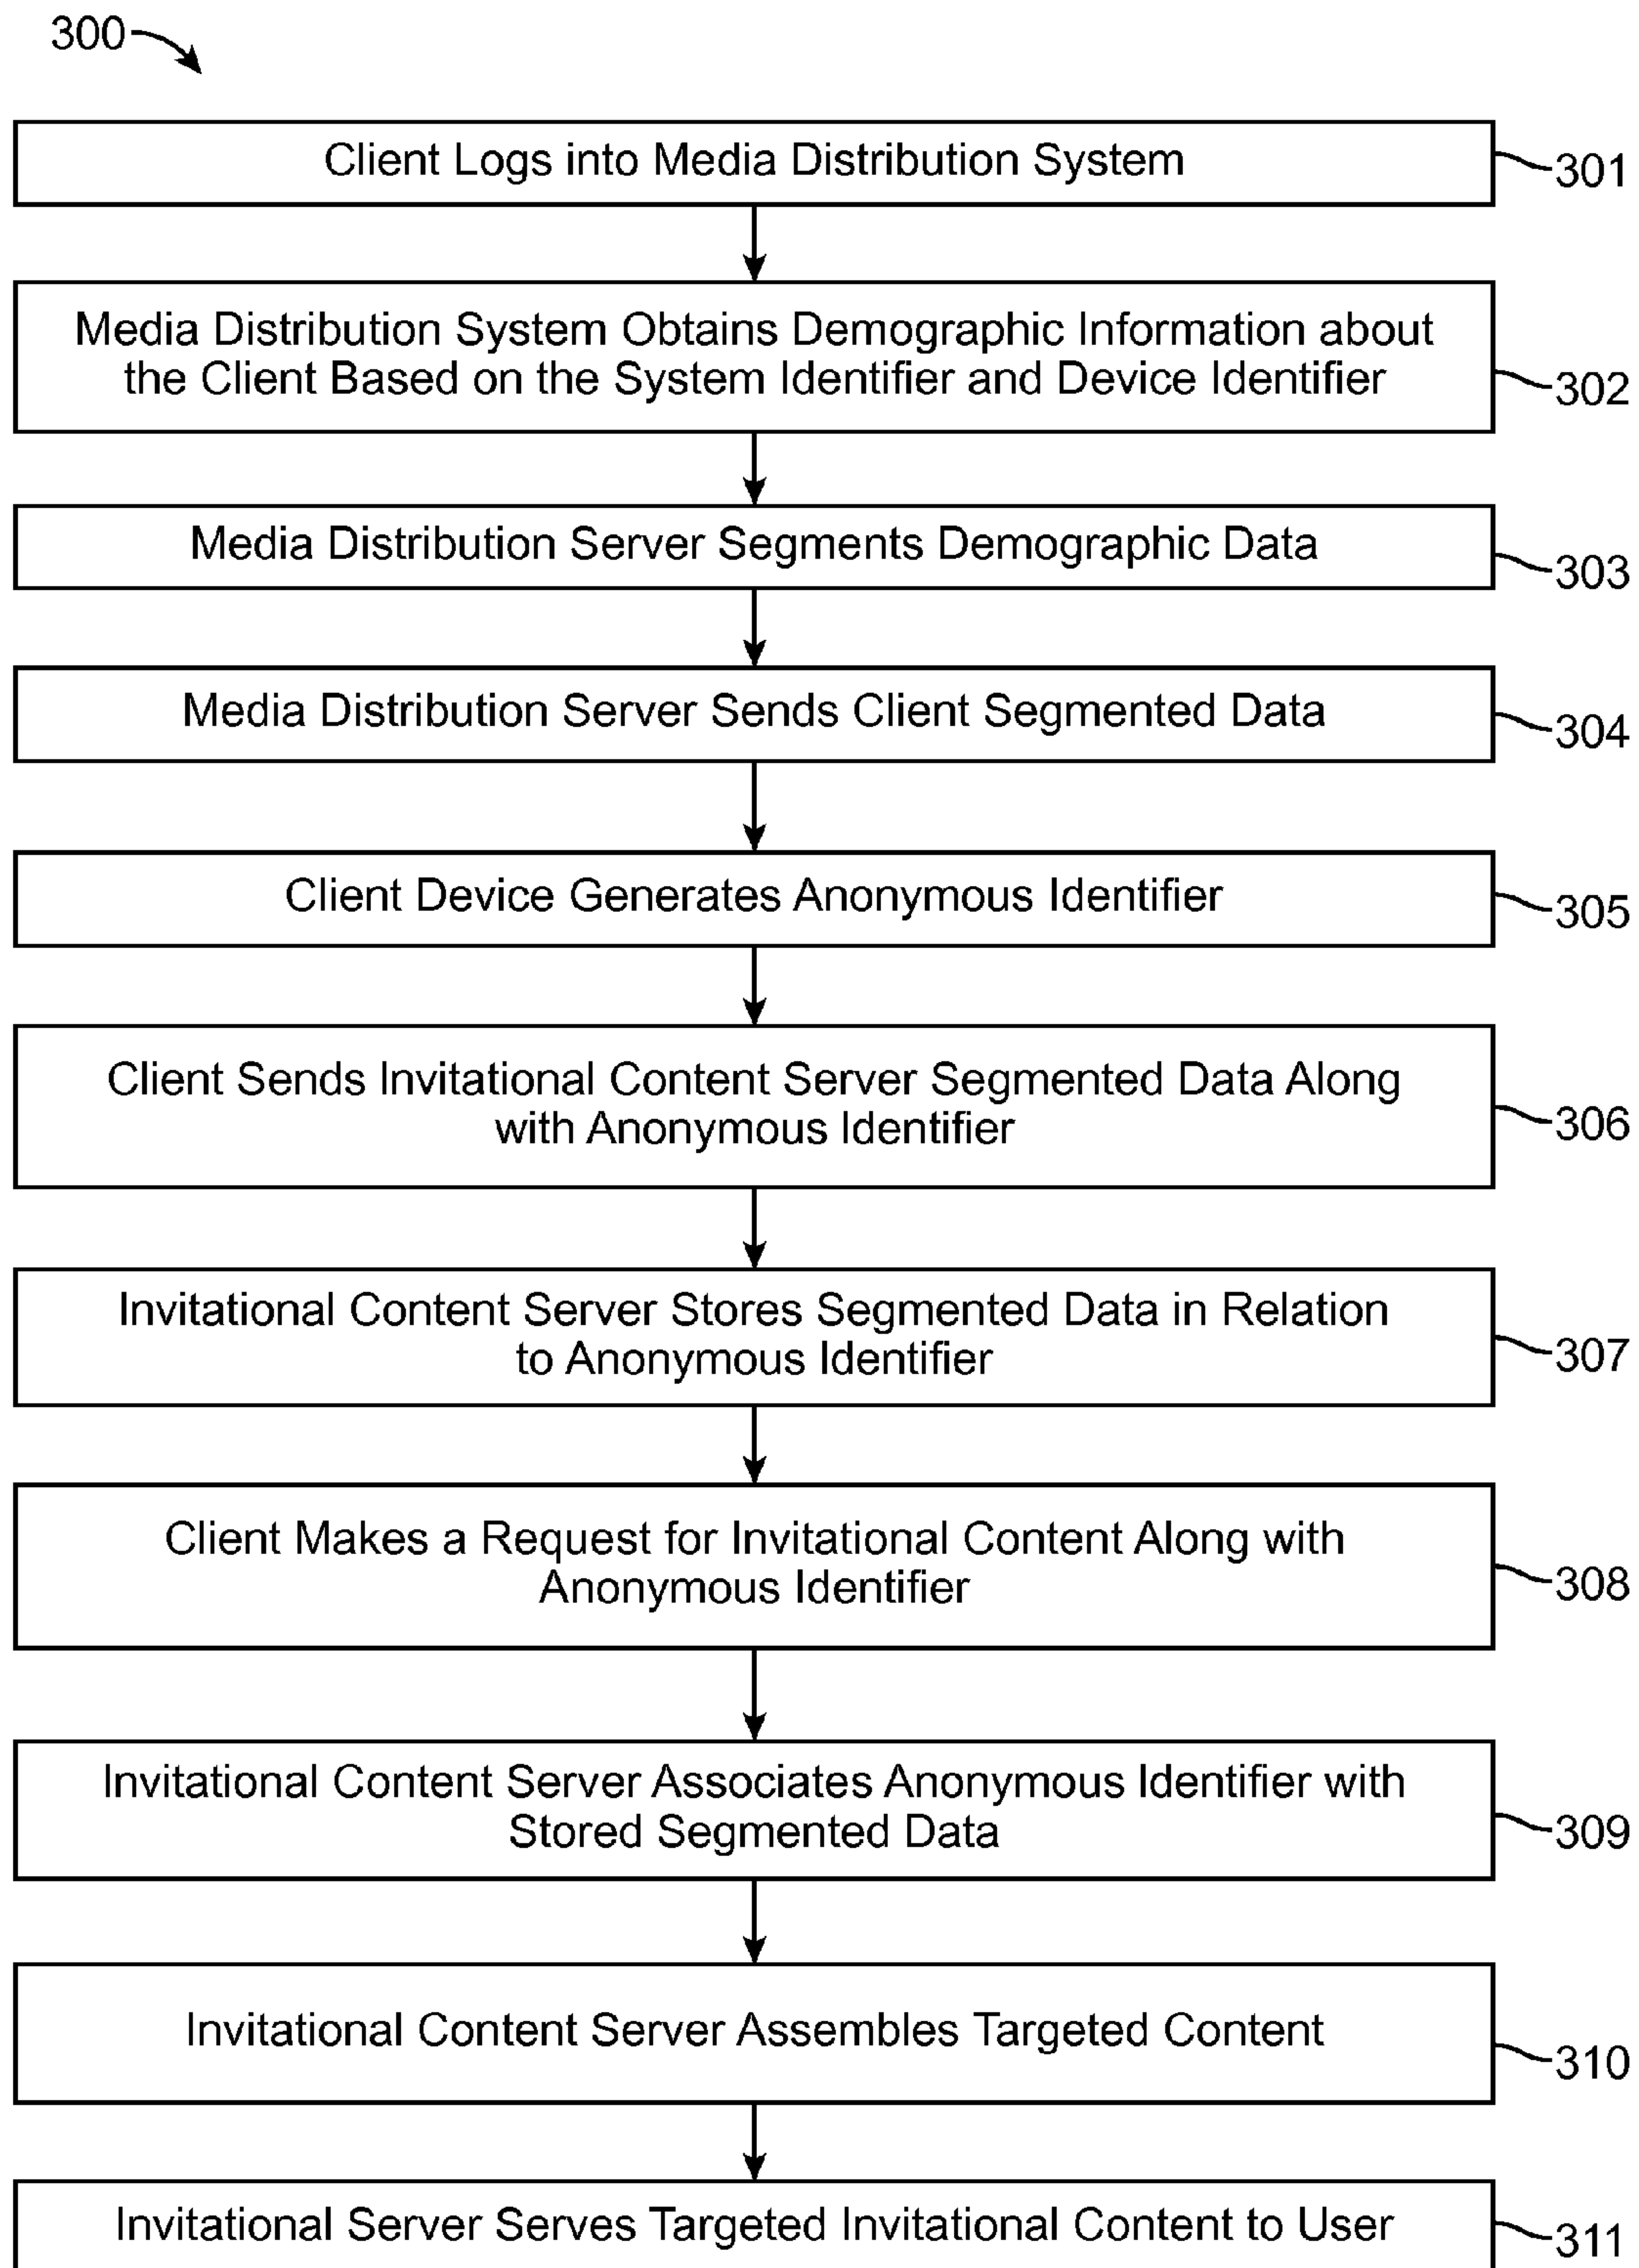 300
Client Logs into Media Distribution System
301
Media Distribution System Obtains Demographic Information about
the Client Based on the System Identifier and Device Identifier
302
Media Distribution Server Segments Demographic Data
303
Media Distribution Server Sends Client Segmented Data
304
Client Device Generates Anonymous Identifier
305
Client Sends Invitational Content Server Segmented Data Along
with Anonymous Identifier
306
Invitational Content Server Stores Segmented Data in Relation
to Anonymous Identifier
307
Client Makes a Request for Invitational Content Along with
Anonymous Identifier
308
Invitational Content Server Associates Anonymous Identifier with
Stored Segmented Data
309
Invitational Content Server Assembles Targeted Content
310
Invitational Server Serves Targeted Invitational Content to User
311